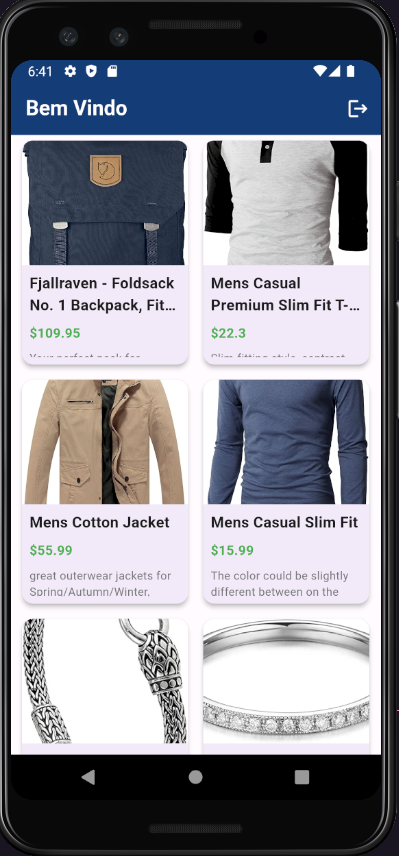 6:41
Bem Vindo
Fjallraven - Foldsack
No. 1 Backpack, Fit...
$109.95
Your perfect pack for
Mens Casual
Premium Slim Fit T-...
$22.3
Slim-fitting style, contrast
Mens Cotton Jacket
$55.99
great outerwear jackets for
Spring/Autumn/Winter,
Mens Casual Slim Fit
$15.99
The color could be slightly
different between on the